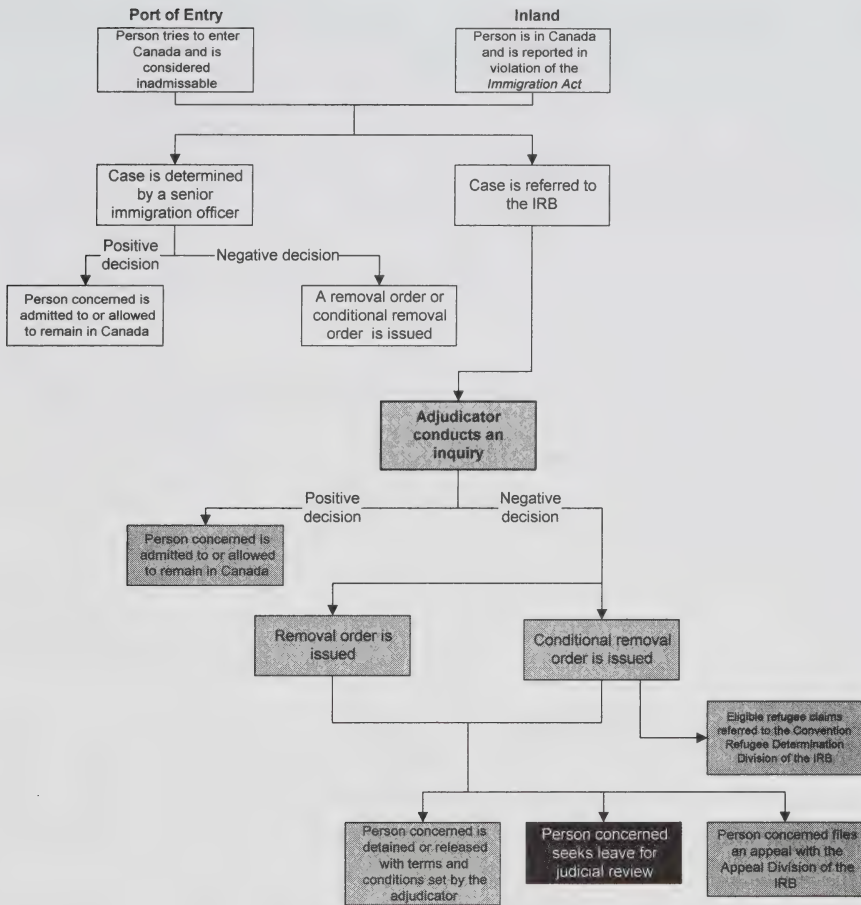 Port of Entry
Person tries to enter
Canada and is
considered
inadmissable
Inland
Person is in Canada
and is reported in
violation of the
Immigration Act
Case is determined
by a senior
immigration officer
Case is referred to
the IRB
Positive
decision
Negative decision
Person concerned is
admitted to or allowed
to remain in Canada
A removal order or
conditional removal
order is issued
Adjudicator
conducts an
inquiry
Positive
decision
Negative
decision
Person concerned is
admitted to or allowed
to remain in Canada
Removal order is
issued
Conditional removal
order is issued
Eligible refugee claims
referred to the Convention
Refugee Determination
Division of the IRB
Person concerned is
detained or released
with terms and
conditions set by the
adjudicator
Person concerned
seeks leave for
judicial review
Person concerned files
an appeal with the
Appeal Division of the
IRB